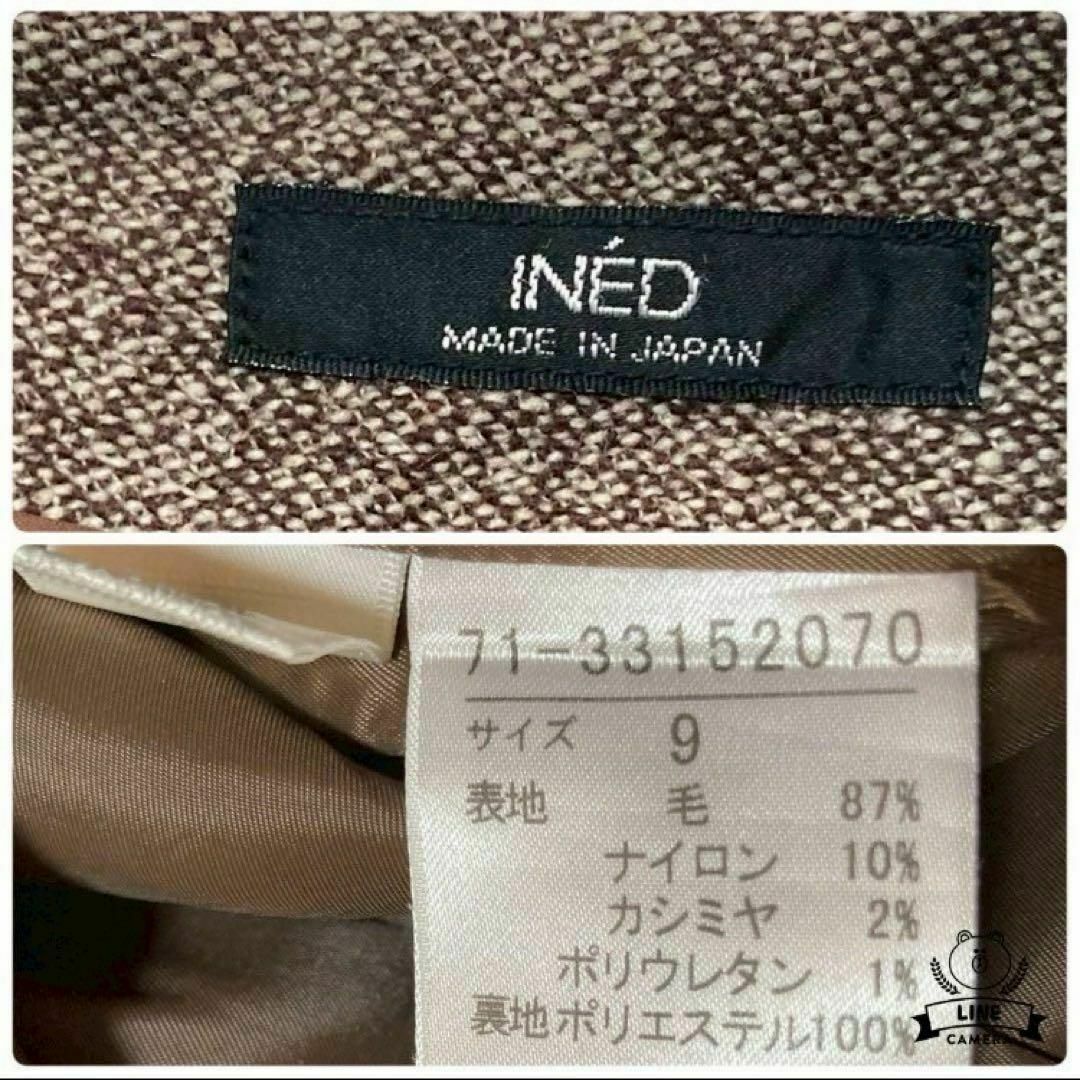 INÉD
MADE IN JAPAN
71-33152070
サイズ 9
表地 毛 87%
ナイロン 10%
カシミヤ 2%
ポリウレタン 1%
裏地ポリエステル100%
LINE
CAMERA